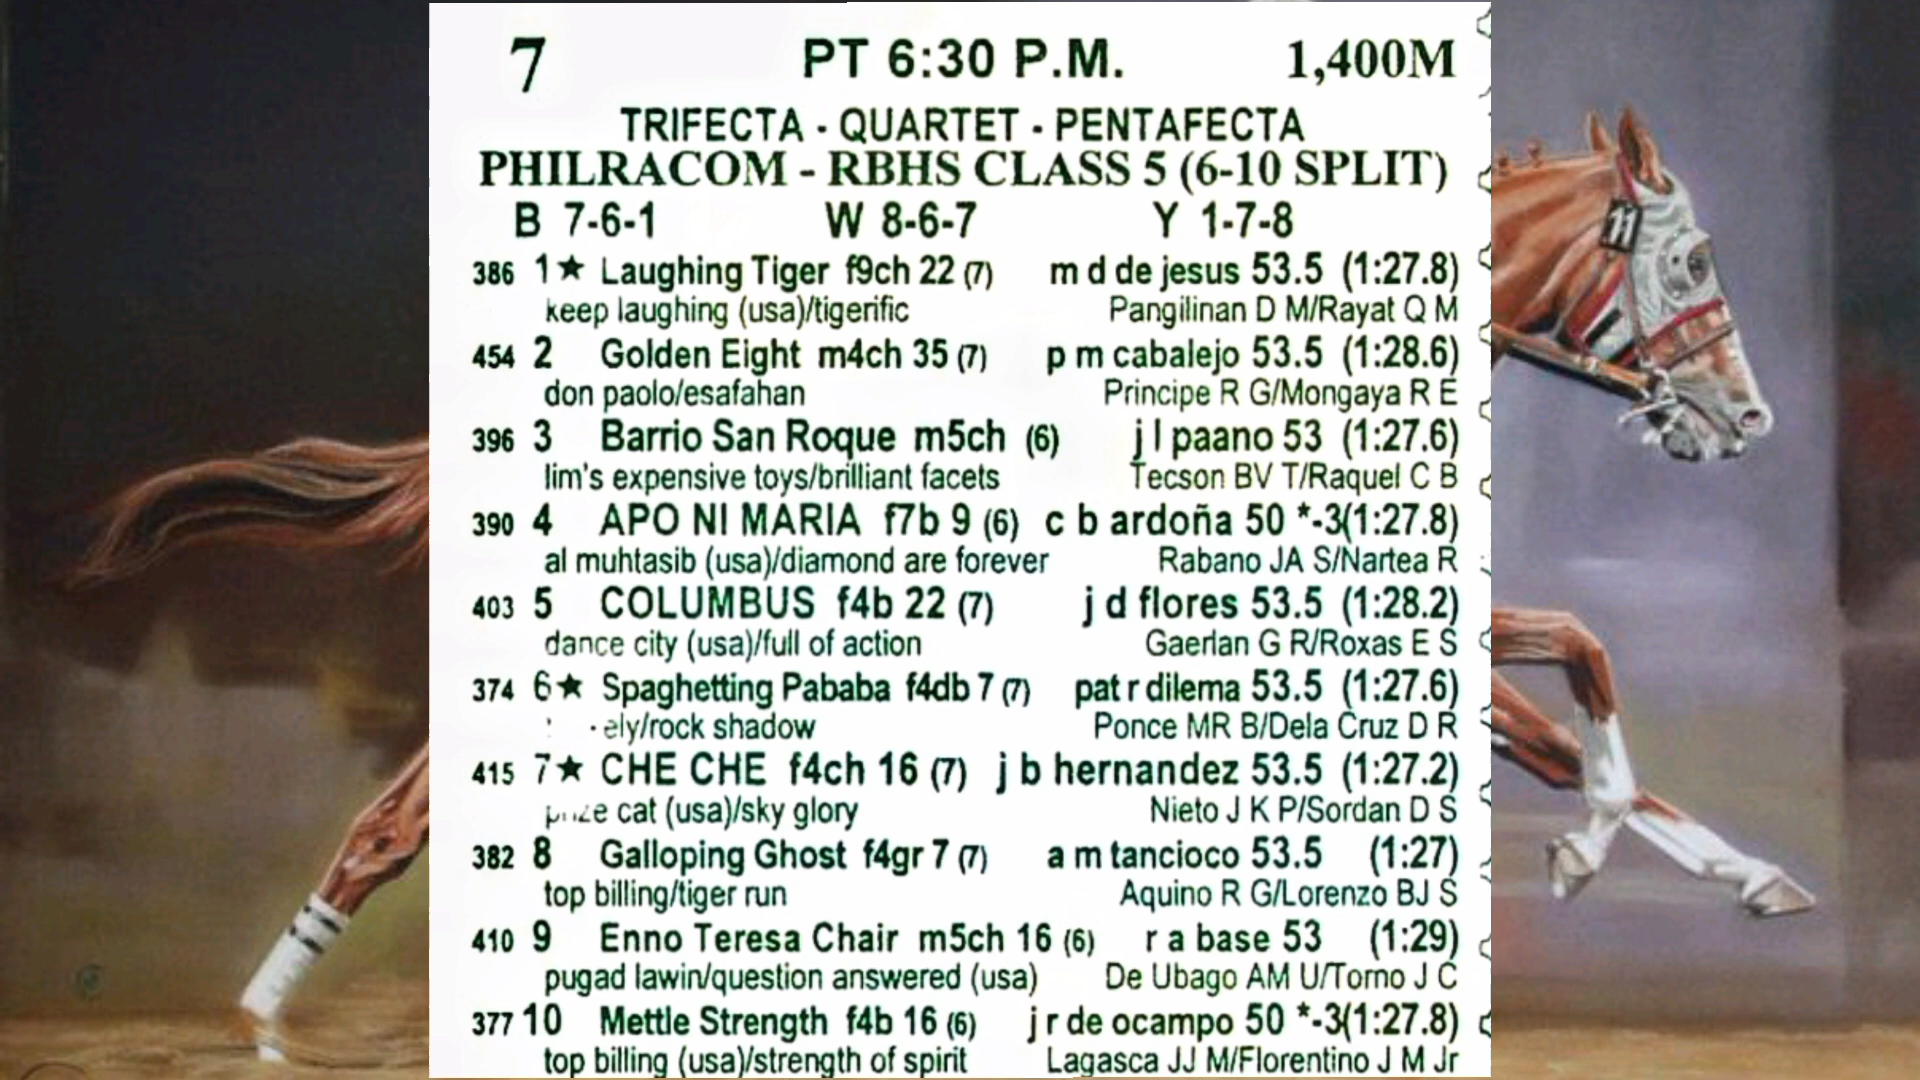 7 PT 6:30 P.M. 1,400M
TRIFECTA - QUARTET - PENTAFECTA
PHILRACOM - RBHS CLASS 5 (6-10 SPLIT)
B 7-6-1 W 8-6-7 Y 1-7-8
386 1★ Laughing Tiger f9ch 22 (7) m d de jesus 53.5 (1:27.8)
keep laughing (usa)/tigerific Pangilinan D M/Rayat Q M
454 2 Golden Eight m4ch 35 (7) p m cabalejo 53.5 (1:28.6)
don paolo/esafahan Principe R G/Mongaya R E
396 3 Barrio San Roque m5ch (6) j l paano 53 (1:27.6)
lim's expensive toys/brilliant facets Tecson BV T/Raquel C B
390 4 APO NI MARIA f7b 9 (6) c b ardoña 50 *-3(1:27.8)
al muhtasib (usa)/diamond are forever Rabano JA S/Nartea R
403 5 COLUMBUS f4b 22 (7) j d flores 53.5 (1:28.2)
dance city (usa)/full of action Gaerlan G R/Roxas E S
374 6★ Spaghetting Pababa f4db 7 (7) pat r dilema 53.5 (1:27.6)
ely/rock shadow Ponce MR B/Dela Cruz D R
415 7★ CHE CHE f4ch 16 (7) j b hernandez 53.5 (1:27.2)
cat (usa)/sky glory Nieto J K P/Sordan D S
382 8 Galloping Ghost f4gr 7 (7) a m tancioco 53.5 (1:27)
top billing/tiger run Aquino R G/Lorenzo BJ S
410 9 Enno Teresa Chair m5ch 16 (6) r a base 53 (1:29)
pugad lawin/question answered (usa) De Ubago AM U/Torno J C
377 10 Mettle Strength f4b 16 (6) j r de ocampo 50 *-3(1:27.8)
top billing (usa)/strength of spirit Lagasca JJ M/Florentino J M Jr
11